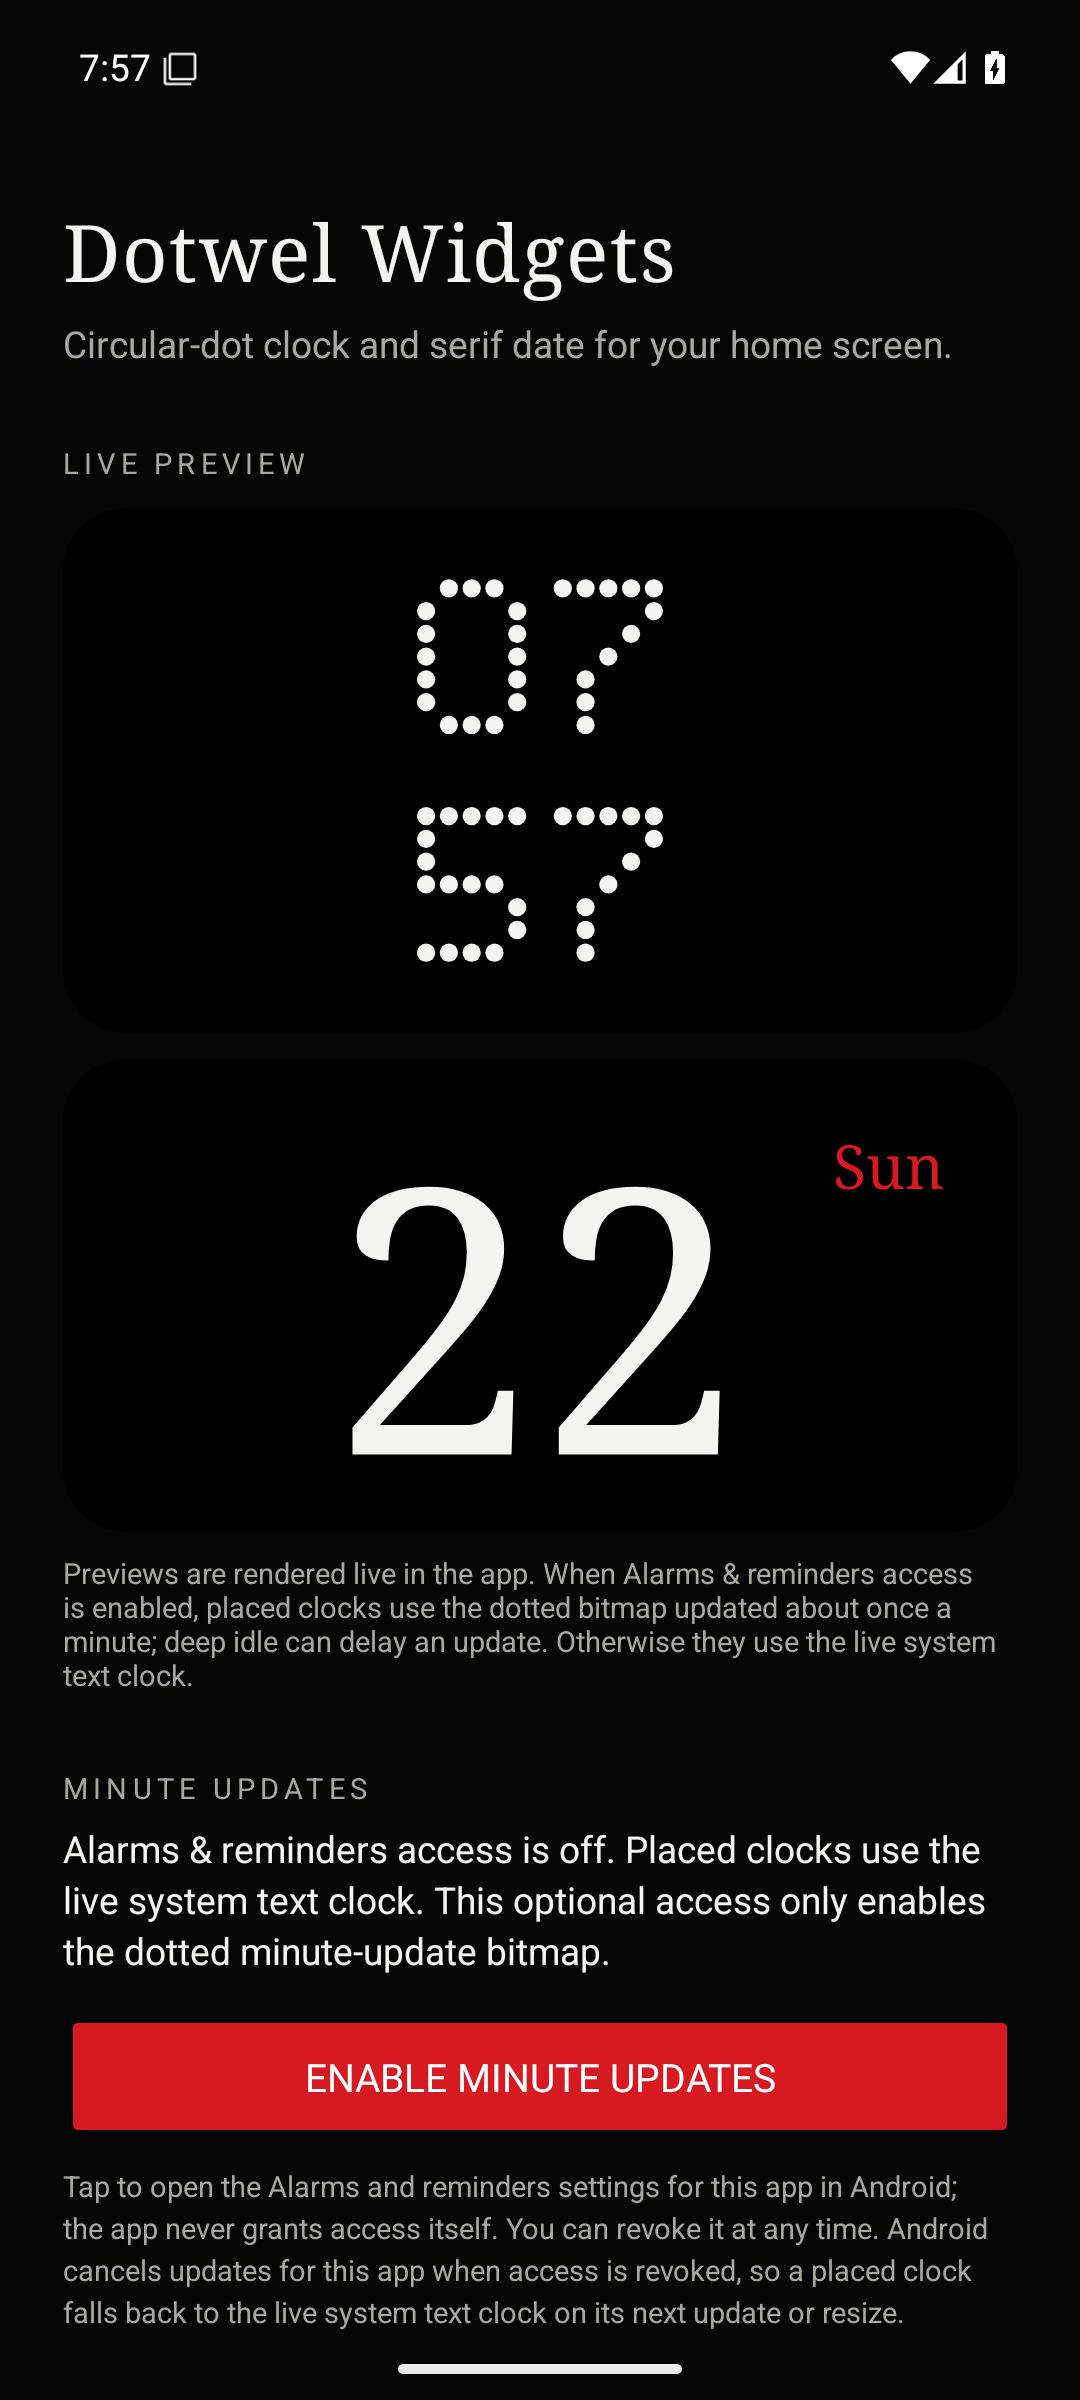 7:57
Dotwel Widgets
Circular-dot clock and serif date for your home screen.
LIVE PREVIEW
07
57
Sun
22
Previews are rendered live in the app. When Alarms & reminders access
is enabled, placed clocks use the dotted bitmap updated about once a
minute; deep idle can delay an update. Otherwise they use the live system
text clock.
MINUTE UPDATES
Alarms & reminders access is off. Placed clocks use the
live system text clock. This optional access only enables
the dotted minute-update bitmap.
ENABLE MINUTE UPDATES
Tap to open the Alarms and reminders settings for this app in Android;
the app never grants access itself. You can revoke it at any time. Android
cancels updates for this app when access is revoked, so a placed clock
falls back to the live system text clock on its next update or resize.